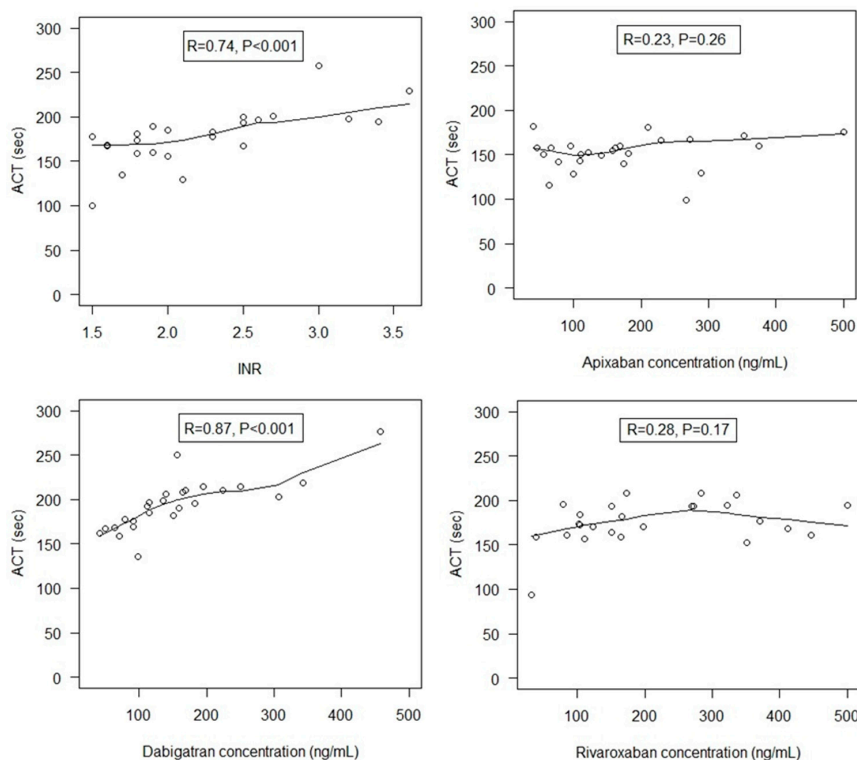 R=0.74, P<0.001
300
250
200
150
100
50
0
ACT (sec)
1.5 2.0 2.5 3.0 3.5
INR
R=0.23, P=0.26
300
250
200
150
100
50
0
ACT (sec)
100 200 300 400 500
Apixaban concentration (ng/mL)
R=0.87, P<0.001
300
250
200
150
100
50
0
ACT (sec)
100 200 300 400 500
Dabigatran concentration (ng/mL)
R=0.28, P=0.17
300
250
200
150
100
50
0
ACT (sec)
100 200 300 400 500
Rivaroxaban concentration (ng/mL)